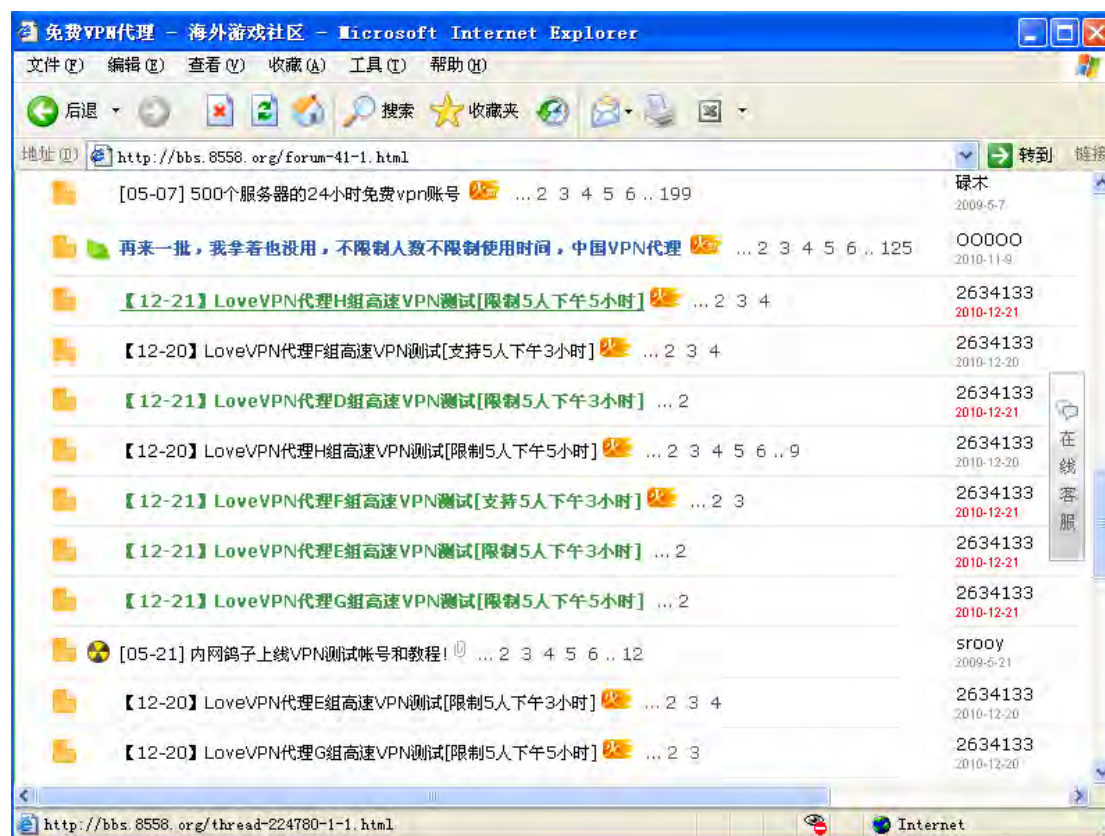 免费VPN代理 - 海外游戏社区 - Microsoft Internet Explorer
文件(F) 编辑(E) 查看(V) 收藏(A) 工具(T) 帮助(H)
后退 搜索 收藏夹
地址(D) http://bbs.8558.org/forum-41-1.html 转到 链接
[05-07] 500个服务器的24小时免费vpn账号 火 ...2 3 4 5 6 .. 199 碌木
2009-5-7
再来一批，我拿着也没用，不限制人数不限制使用时间，中国VPN代理 火 ...2 3 4 5 6 .. 125 OOOOO
2010-11-9
【12-21】LoveVPN代理H组高速VPN测试[限制5人下午5小时] 火 ...2 3 4 2634133
2010-12-21
【12-20】LoveVPN代理F组高速VPN测试[支持5人下午3小时] 火 ...2 3 4 2634133
2010-12-20
【12-21】LoveVPN代理D组高速VPN测试[限制5人下午3小时] ...2 2634133
2010-12-21
【12-20】LoveVPN代理H组高速VPN测试[限制5人下午5小时] 火 ...2 3 4 5 6 .. 9 2634133
2010-12-20
【12-21】LoveVPN代理F组高速VPN测试[支持5人下午3小时] 火 ...2 3 2634133
2010-12-21
【12-21】LoveVPN代理E组高速VPN测试[限制5人下午3小时] ...2 2634133
2010-12-21
【12-21】LoveVPN代理G组高速VPN测试[限制5人下午5小时] ...2 2634133
2010-12-21
[05-21] 内网鸽子上线VPN测试帐号和教程! ...2 3 4 5 6 .. 12 srooy
2009-5-21
【12-20】LoveVPN代理E组高速VPN测试[限制5人下午3小时] 火 ...2 3 4 2634133
2010-12-20
【12-20】LoveVPN代理G组高速VPN测试[限制5人下午5小时] 火 ...2 3 2634133
2010-12-20
在线客服
http://bbs.8558.org/thread-224780-1-1.html Internet